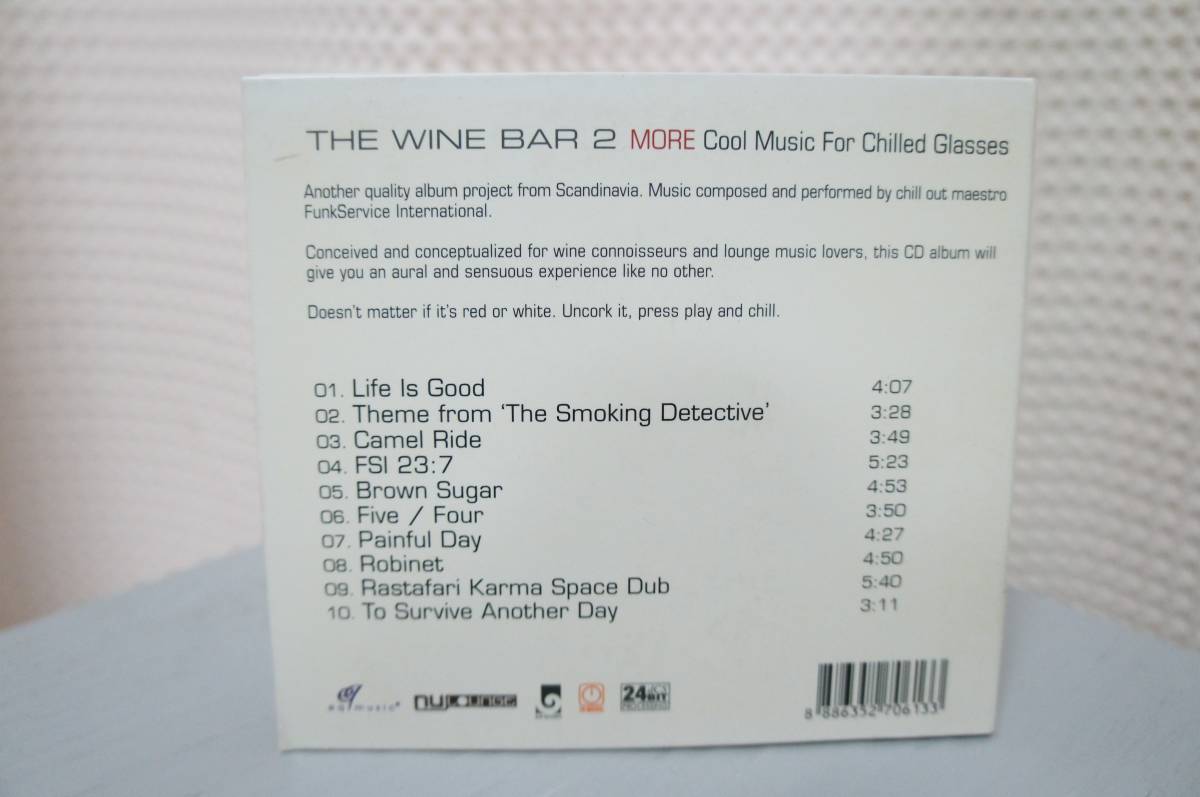 THE WINE BAR 2 MORE Cool Music For Chilled Glasses
Another quality album project from Scandinavia. Music composed and performed by chill out maestro
FunkService International.
Conceived and conceptualized for wine connoisseurs and lounge music lovers, this CD album will
give you an aural and sensuous experience like no other.
Doesn't matter if it's red or white. Uncork it, press play and chill.
01. Life Is Good 4:07
02. Theme from 'The Smoking Detective' 3:28
03. Camel Ride 3:49
04. FSI 23:7 5:23
05. Brown Sugar 4:53
06. Five / Four 3:50
07. Painful Day 4:27
08. Robinet 4:50
09. Rastafari Karma Space Dub 5:40
10. To Survive Another Day 3:11
eq music nuLOUNGE 24BIT
8 886352 706133